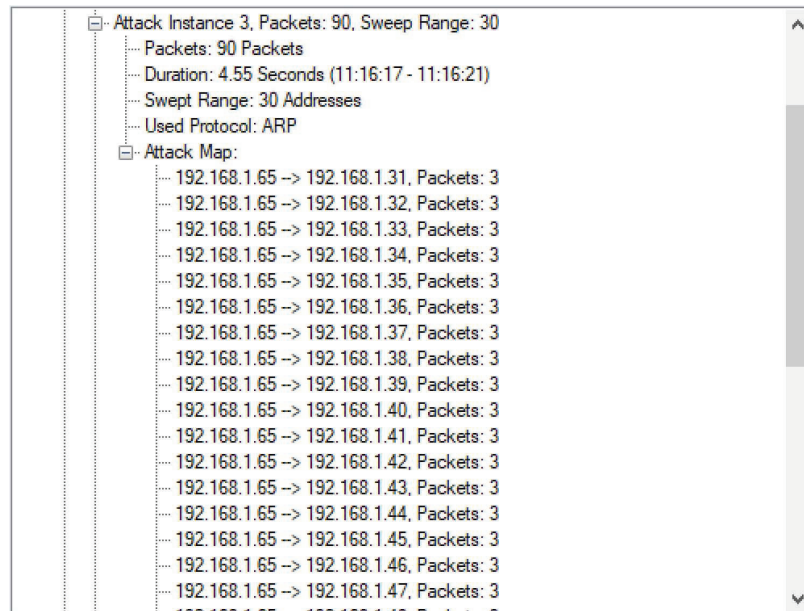 Attack Instance 3, Packets: 90, Sweep Range: 30
Packets: 90 Packets
Duration: 4.55 Seconds (11:16:17 - 11:16:21)
Swept Range: 30 Addresses
Used Protocol: ARP
Attack Map:
192.168.1.65 --> 192.168.1.31, Packets: 3
192.168.1.65 --> 192.168.1.32, Packets: 3
192.168.1.65 --> 192.168.1.33, Packets: 3
192.168.1.65 --> 192.168.1.34, Packets: 3
192.168.1.65 --> 192.168.1.35, Packets: 3
192.168.1.65 --> 192.168.1.36, Packets: 3
192.168.1.65 --> 192.168.1.37, Packets: 3
192.168.1.65 --> 192.168.1.38, Packets: 3
192.168.1.65 --> 192.168.1.39, Packets: 3
192.168.1.65 --> 192.168.1.40, Packets: 3
192.168.1.65 --> 192.168.1.41, Packets: 3
192.168.1.65 --> 192.168.1.42, Packets: 3
192.168.1.65 --> 192.168.1.43, Packets: 3
192.168.1.65 --> 192.168.1.44, Packets: 3
192.168.1.65 --> 192.168.1.45, Packets: 3
192.168.1.65 --> 192.168.1.46, Packets: 3
192.168.1.65 --> 192.168.1.47, Packets: 3